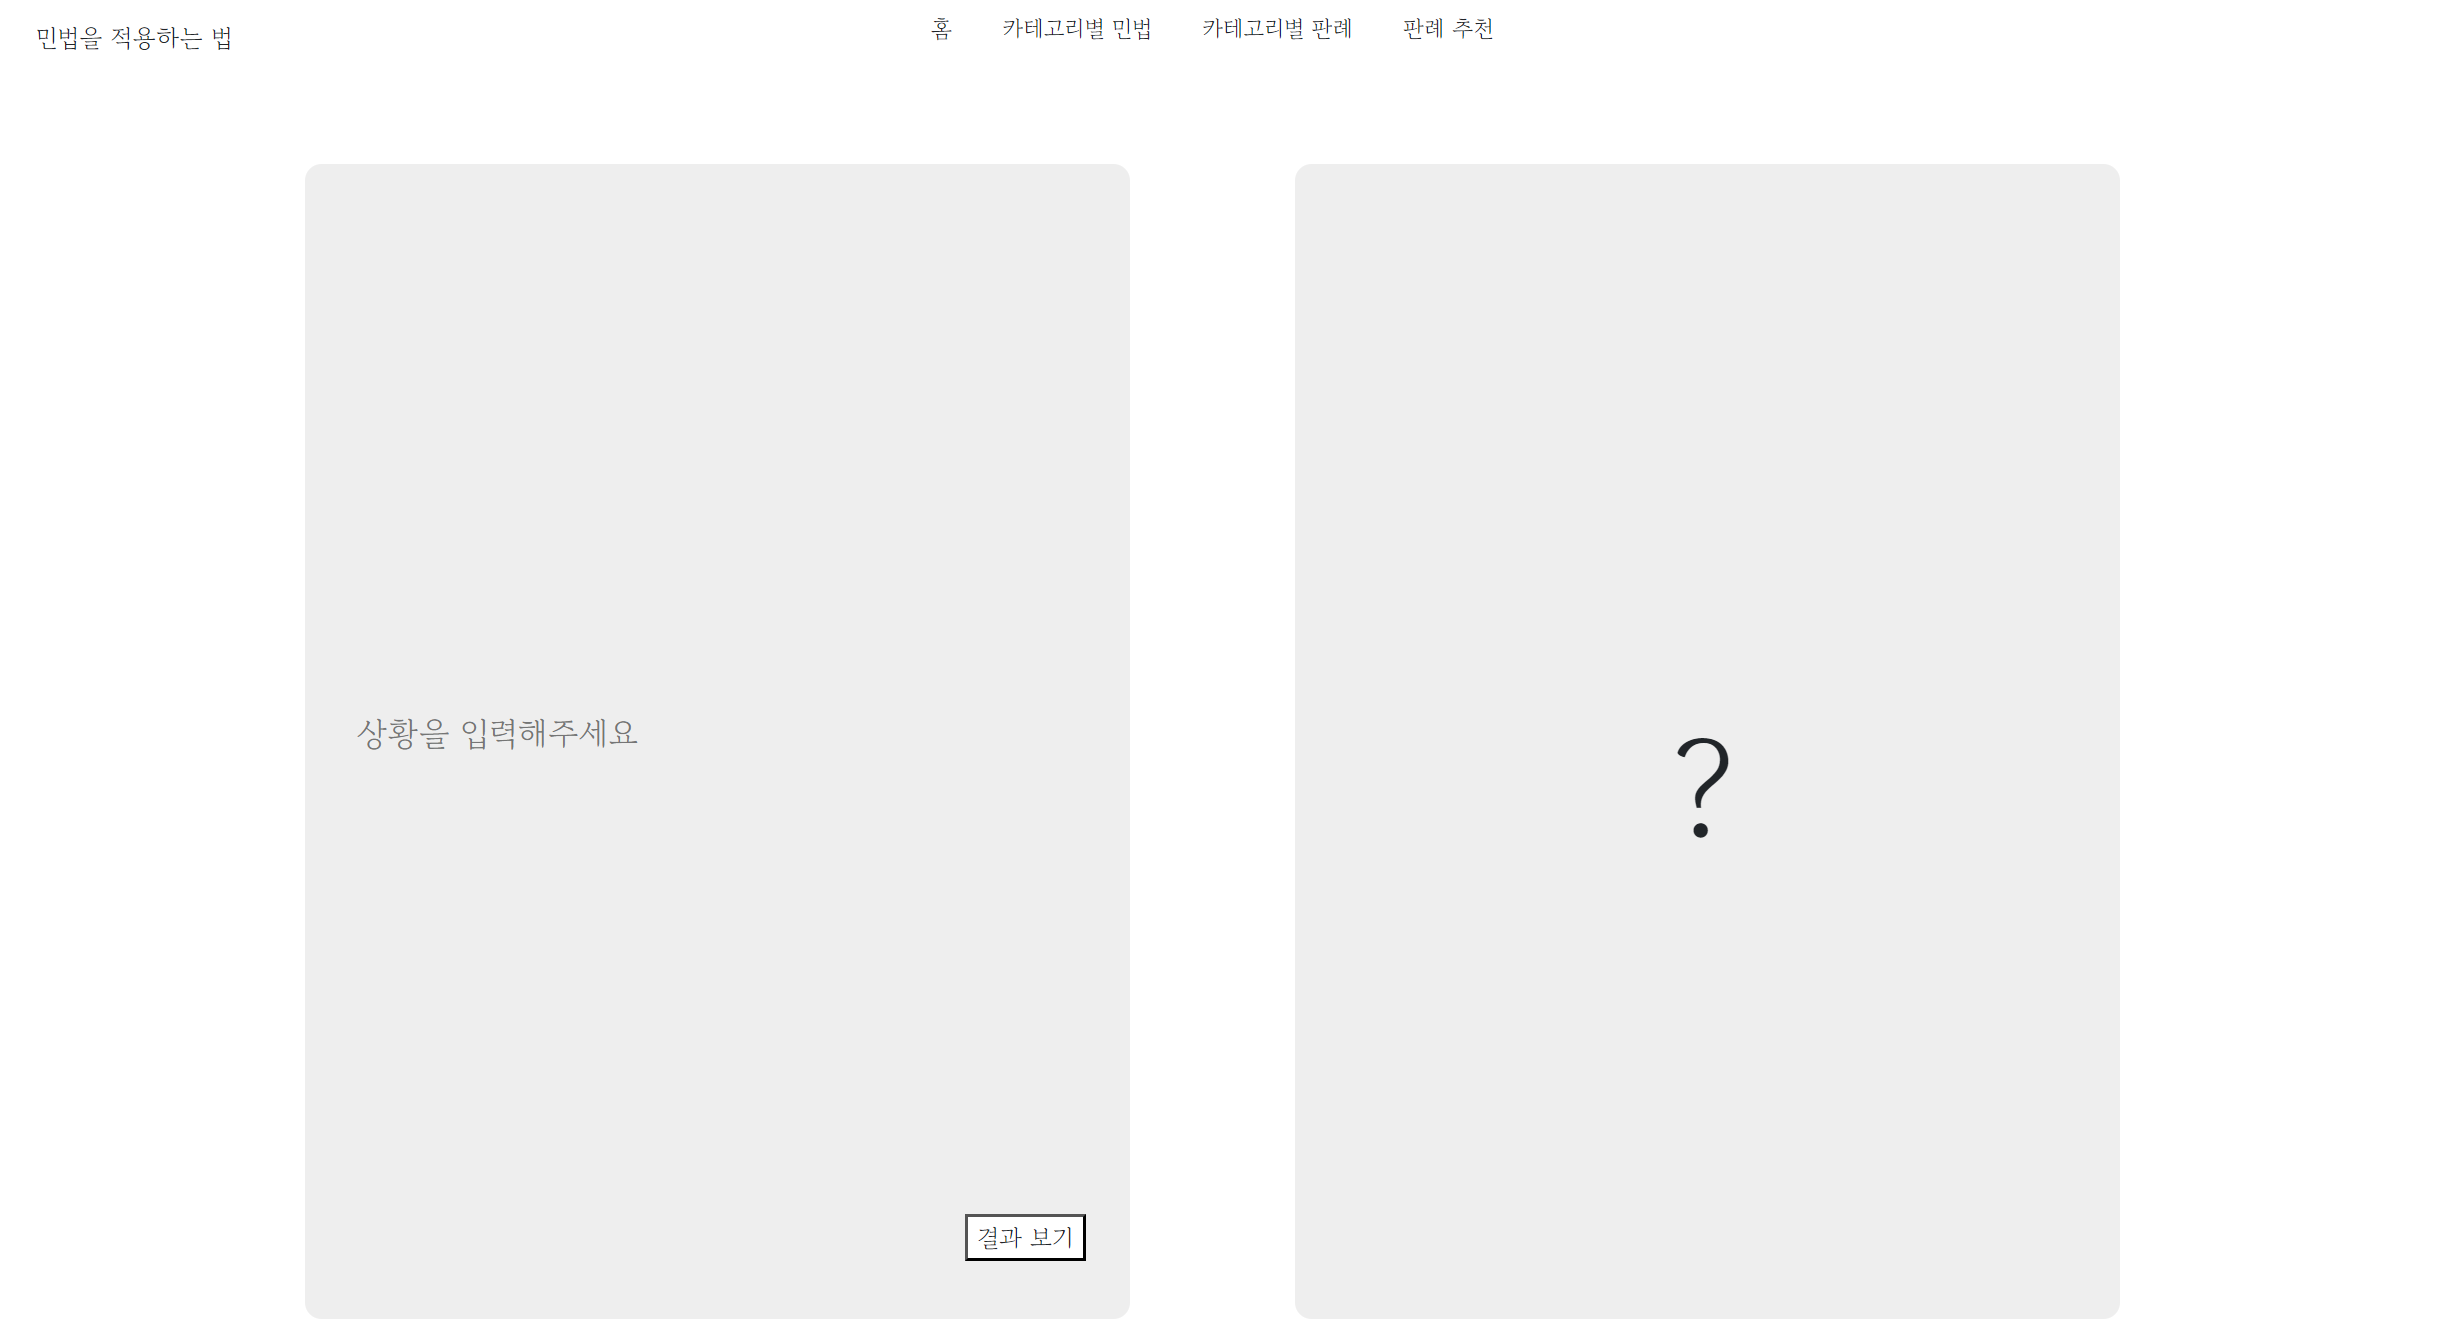 민법을 적용하는 법
홈 카테고리별 민법 카테고리별 판례 판례 추천
상황을 입력해주세요
?
결과 보기